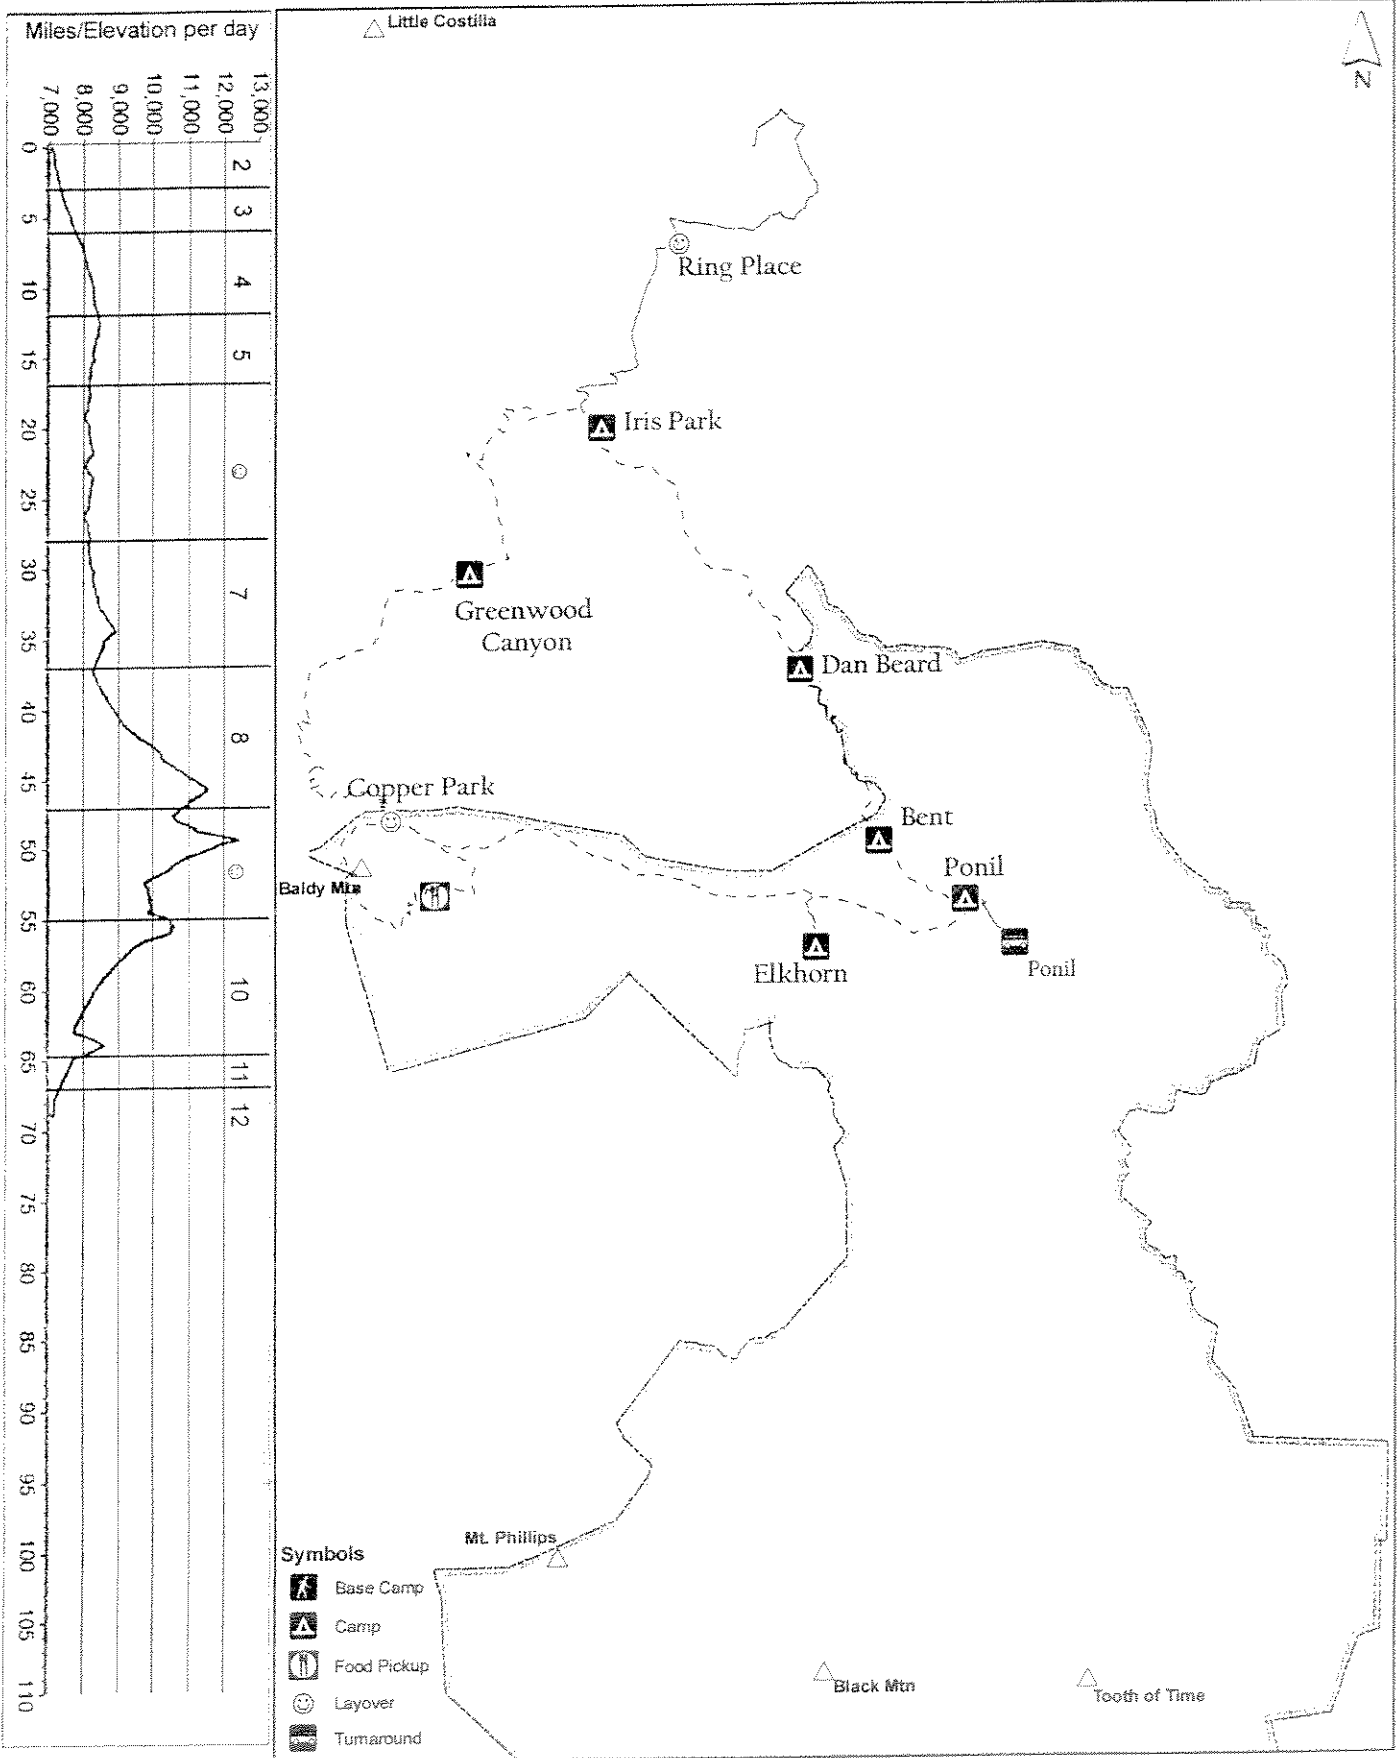 Miles/Elevation per day
7,000
8,000
9,000
10,000
11,000
12,000
13,000
0
5
10
15
20
25
30
35
40
45
50
55
60
65
70
75
80
85
90
95
100
105
110
2
3
4
5
7
8
10
11
12
Little Costilla
N
Ring Place
Iris Park
Greenwood
Canyon
Dan Beard
Copper Park
Bent
Ponil
Baldy Mtn
Elkhorn
Ponil
Mt. Phillips
Black Mtn
Tooth of Time
Symbols
Base Camp
Camp
Food Pickup
Layover
Turnaround